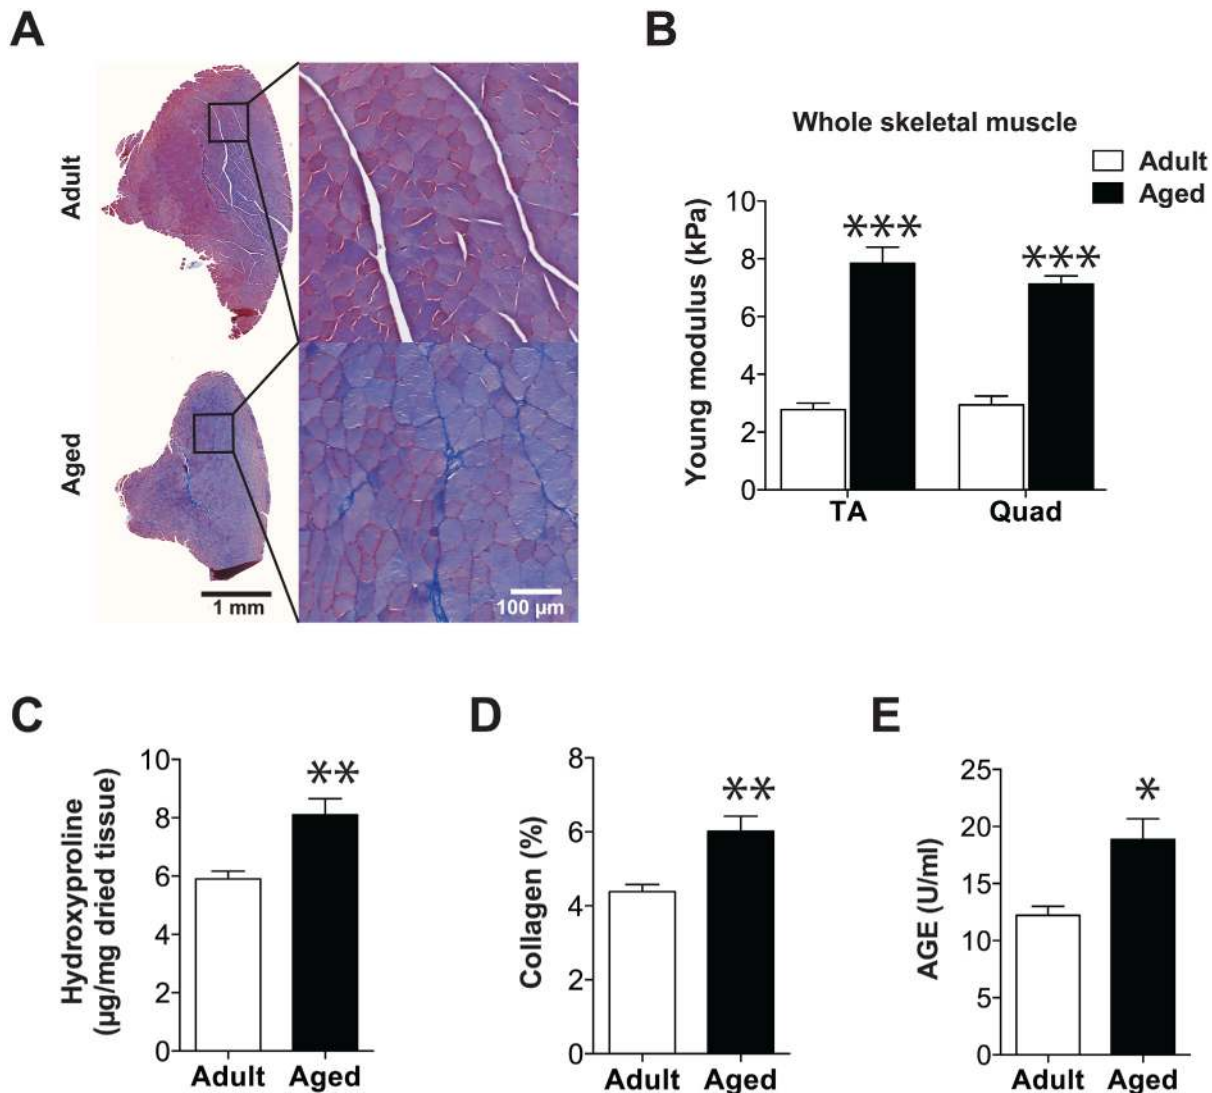 A
Adult
Aged
1 mm
100 µm
B
Whole skeletal muscle
Adult
Aged
Young modulus (kPa)
10
8
6
4
2
0
***
***
TA Quad
C
Hydroxyproline
(µg/mg dried tissue)
10
8
6
4
2
0
**
Adult Aged
D
Collagen (%)
8
6
4
2
0
**
Adult Aged
E
AGE (U/ml)
25
20
15
10
5
0
*
Adult Aged